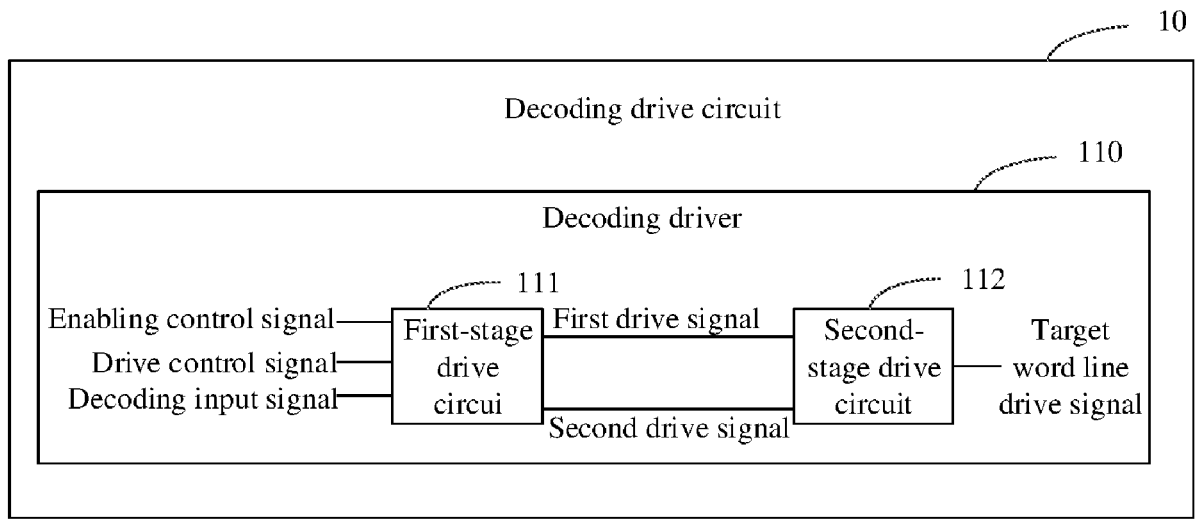 10
Decoding drive circuit
110
Decoding driver
111
112
Enabling control signal
Drive control signal
Decoding input signal
First-stage
drive
circui
First drive signal
Second drive signal
Second-
stage drive
circuit
Target
word line
drive signal